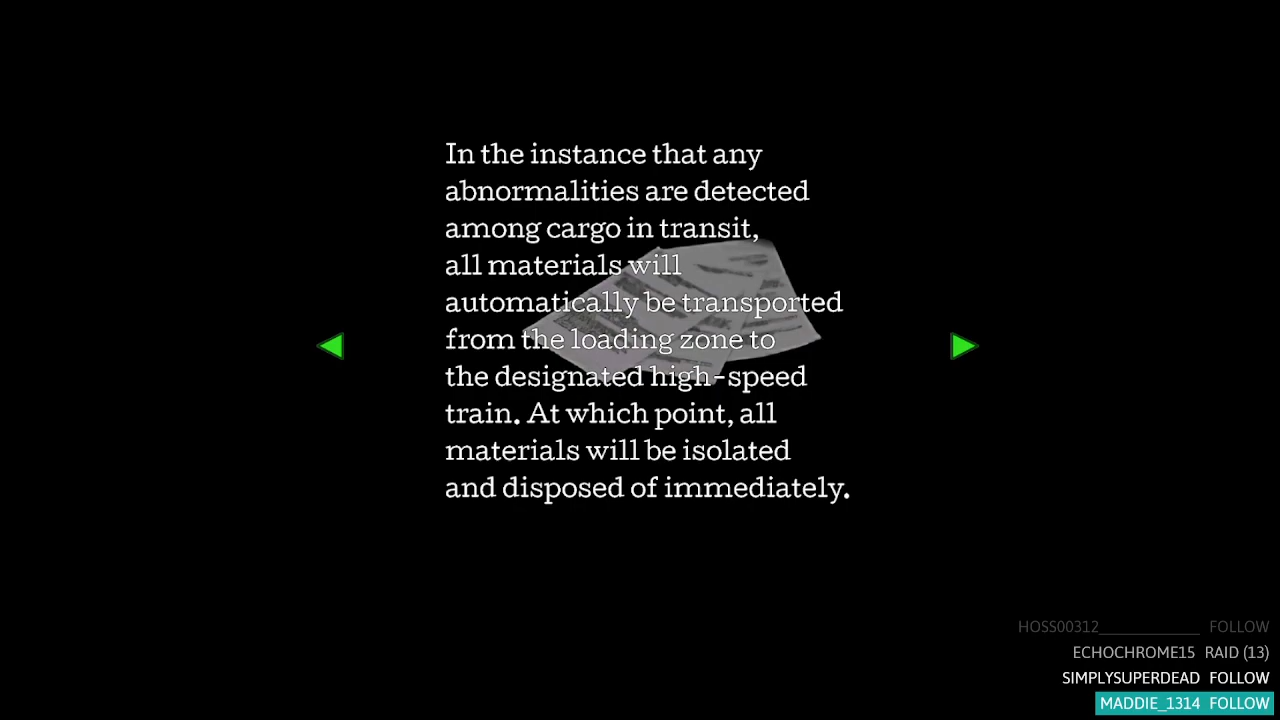 In the instance that any
abnormalities are detected
among cargo in transit,
all materials will
automatically be transported
from the loading zone to
the designated high-speed
train. At which point, all
materials will be isolated
and disposed of immediately.
HOSS00312____________ FOLLOW
ECHOCHROME15 RAID (13)
SIMPLYSUPERDEAD FOLLOW
MADDIE_1314 FOLLOW